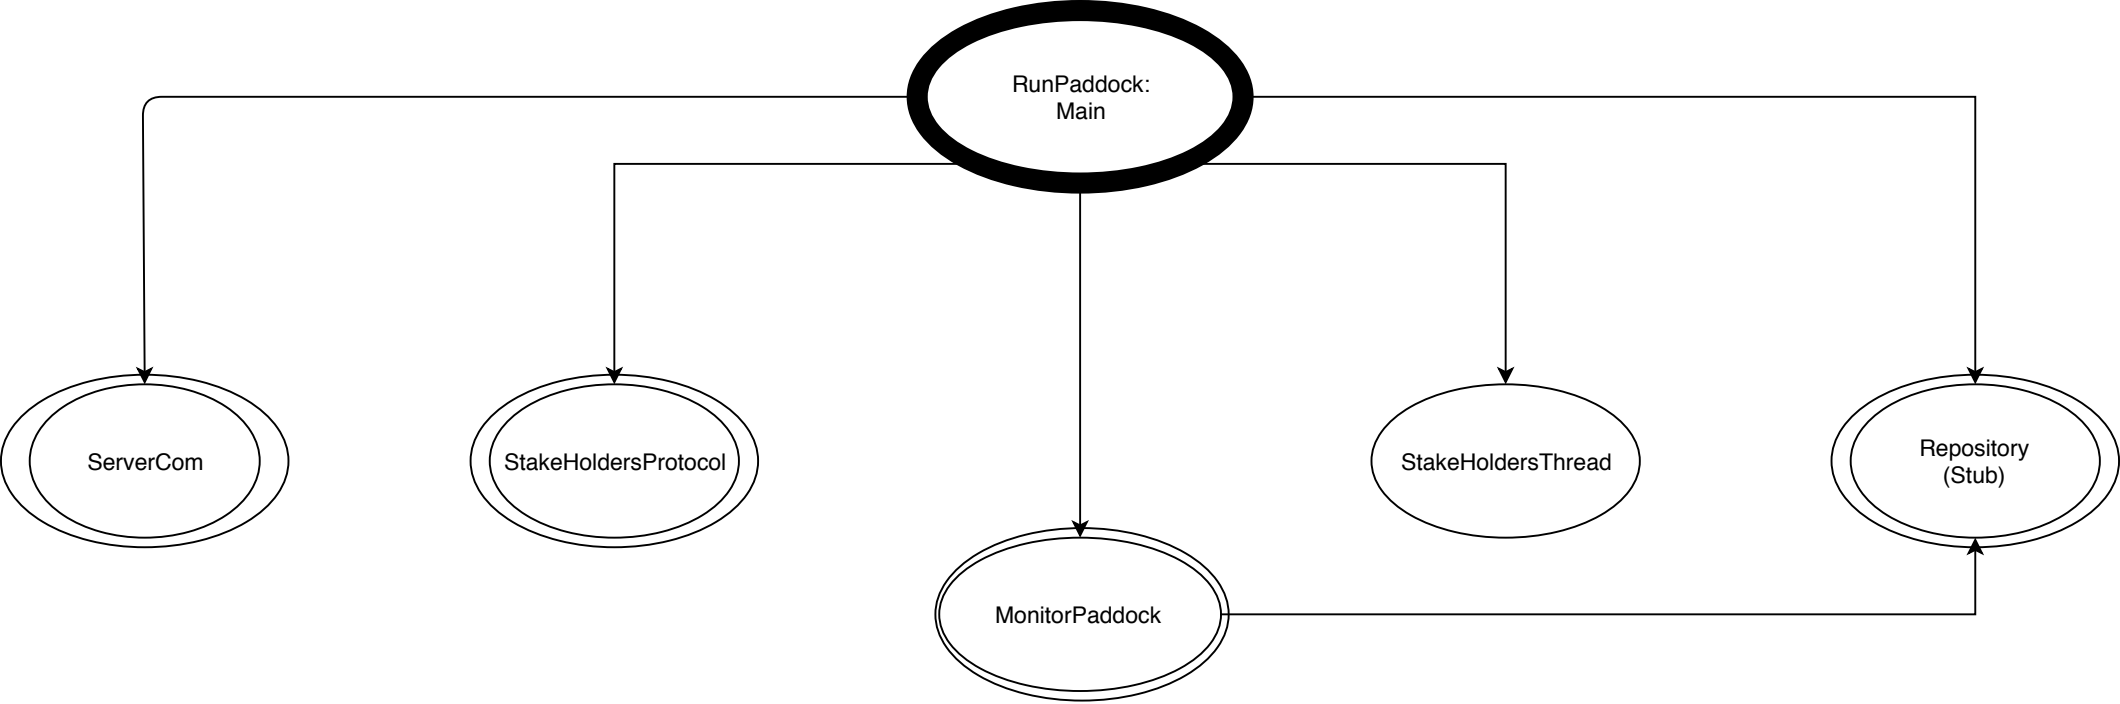 RunPaddock:
Main
ServerCom
StakeHoldersProtocol
StakeHoldersThread
Repository
(Stub)
MonitorPaddock